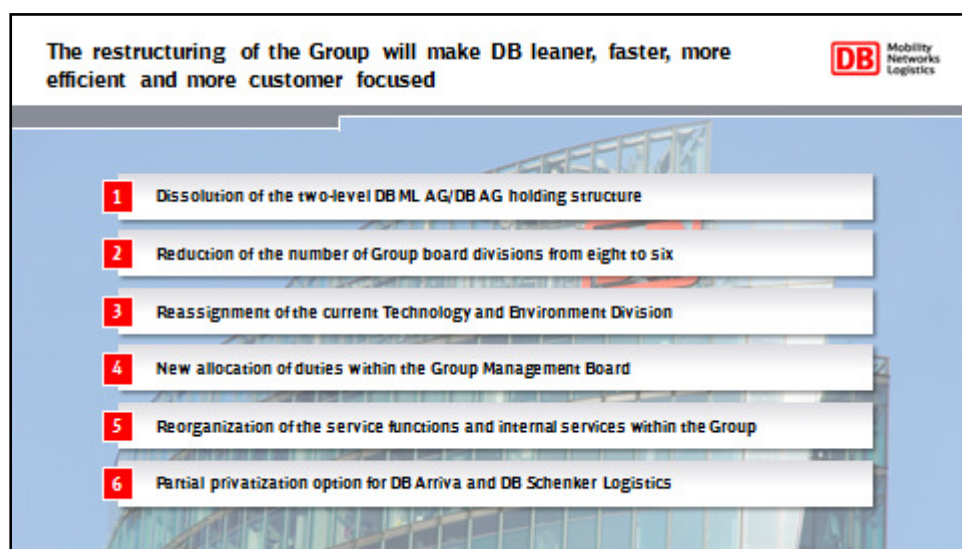 The restructuring of the Group will make DB leaner, faster, more
efficient and more customer focused
DB
Mobility
Networks
Logistics
1 Dissolution of the two-level DB ML AG/DB AG holding structure
2 Reduction of the number of Group board divisions from eight to six
3 Reassignment of the current Technology and Environment Division
4 New allocation of duties within the Group Management Board
5 Reorganization of the service functions and internal services within the Group
6 Partial privatization option for DB Arriva and DB Schenker Logistics